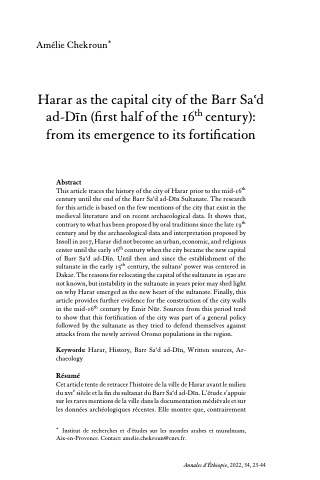 Amélie Chekroun*
Harar as the capital city of the Barr Saʿd
ad-Dīn (first half of the 16th century):
from its emergence to its fortification
Abstract
This article traces the history of the city of Harar prior to the mid-16th
century until the end of the Barr Saʿd ad-Dīn Sultanate. The research
for this article is based on the few mentions of the city that exist in the
medieval literature and on recent archaeological data. It shows that,
contrary to what has been proposed by oral traditions since the late 19th
century and by the archaeological data and interpretation proposed by
Insoll in 2017, Harar did not become an urban, economic, and religious
center until the early 16th century when the city became the new capital
of Barr Saʿd ad-Dīn. Until then and since the establishment of the
sultanate in the early 15th century, the sultans' power was centered in
Dakar. The reasons for relocating the capital of the sultanate in 1520 are
not known, but instability in the sultanate in years prior may shed light
on why Harar emerged as the new heart of the sultanate. Finally, this
article provides further evidence for the construction of the city walls
in the mid-16th century by Emir Nūr. Sources from this period tend
to show that this fortification of the city was part of a general policy
followed by the sultanate as they tried to defend themselves against
attacks from the newly arrived Oromo populations in the region.
Keywords: Harar, History, Barr Saʿd ad-Dīn, Written sources, Ar-
chaeology
Résumé
Cet article tente de retracer l'histoire de la ville de Harar avant le milieu
du xvie siècle et la fin du sultanat du Barr Saʿd ad-Dīn. L'étude s'appuie
sur les rares mentions de la ville dans la documentation médiévale et sur
les données archéologiques récentes. Elle montre que, contrairement
* Institut de recherches et d'études sur les mondes arabes et musulmans,
Aix-en-Provence. Contact: amelie.chekroun@cnrs.fr.
Annales d'Éthiopie, 2022, 34, 23-44